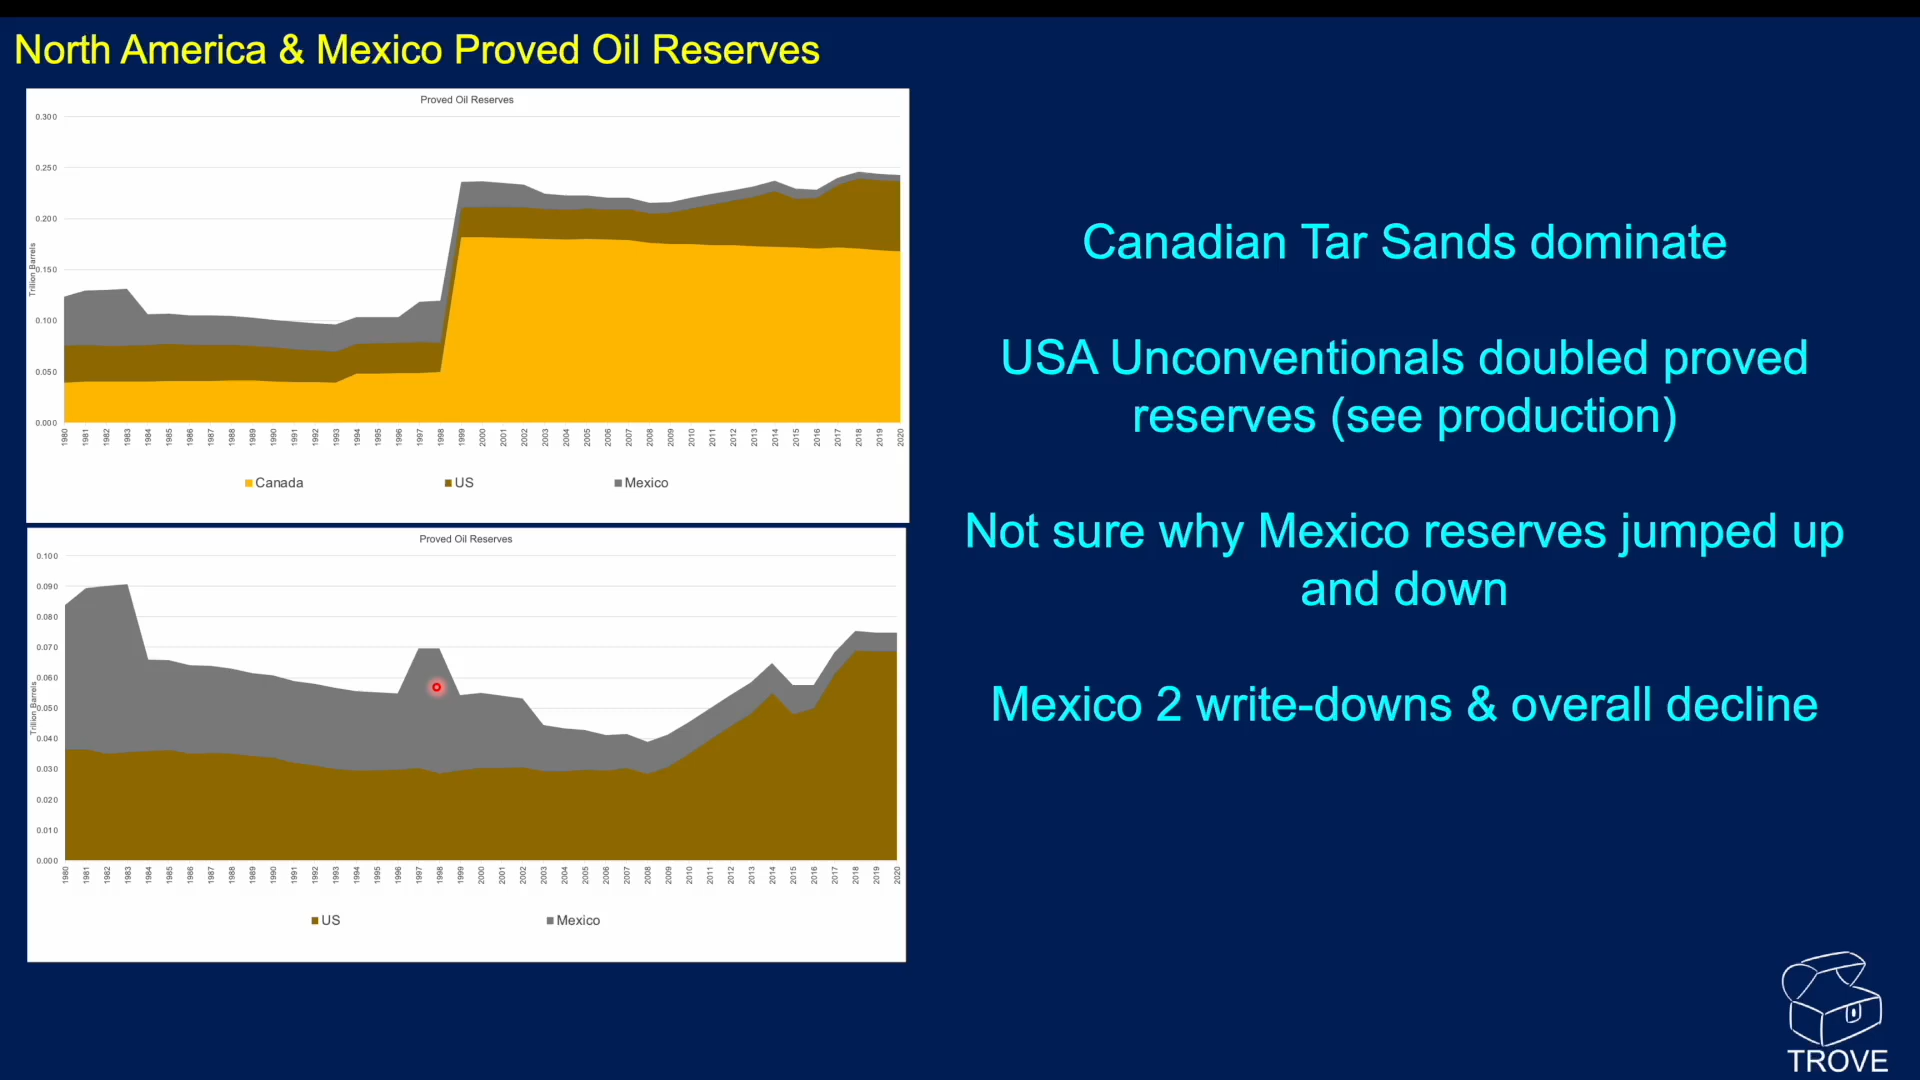 North America & Mexico Proved Oil Reserves
Proved Oil Reserves
Trillion Barrels
0.300
0.250
0.200
0.150
0.100
0.050
0.000
1980 1981 1982 1983 1984 1985 1986 1987 1988 1989 1990 1991 1992 1993 1994 1995 1996 1997 1998 1999 2000 2001 2002 2003 2004 2005 2006 2007 2008 2009 2010 2011 2012 2013 2014 2015 2016 2017 2018 2019 2020
Canada US Mexico
Proved Oil Reserves
Trillion Barrels
0.100
0.090
0.080
0.070
0.060
0.050
0.040
0.030
0.020
0.010
0.000
1980 1981 1982 1983 1984 1985 1986 1987 1988 1989 1990 1991 1992 1993 1994 1995 1996 1997 1998 1999 2000 2001 2002 2003 2004 2005 2006 2007 2008 2009 2010 2011 2012 2013 2014 2015 2016 2017 2018 2019 2020
US Mexico
Canadian Tar Sands dominate
USA Unconventionals doubled proved
reserves (see production)
Not sure why Mexico reserves jumped up
and down
Mexico 2 write-downs & overall decline
TROVE